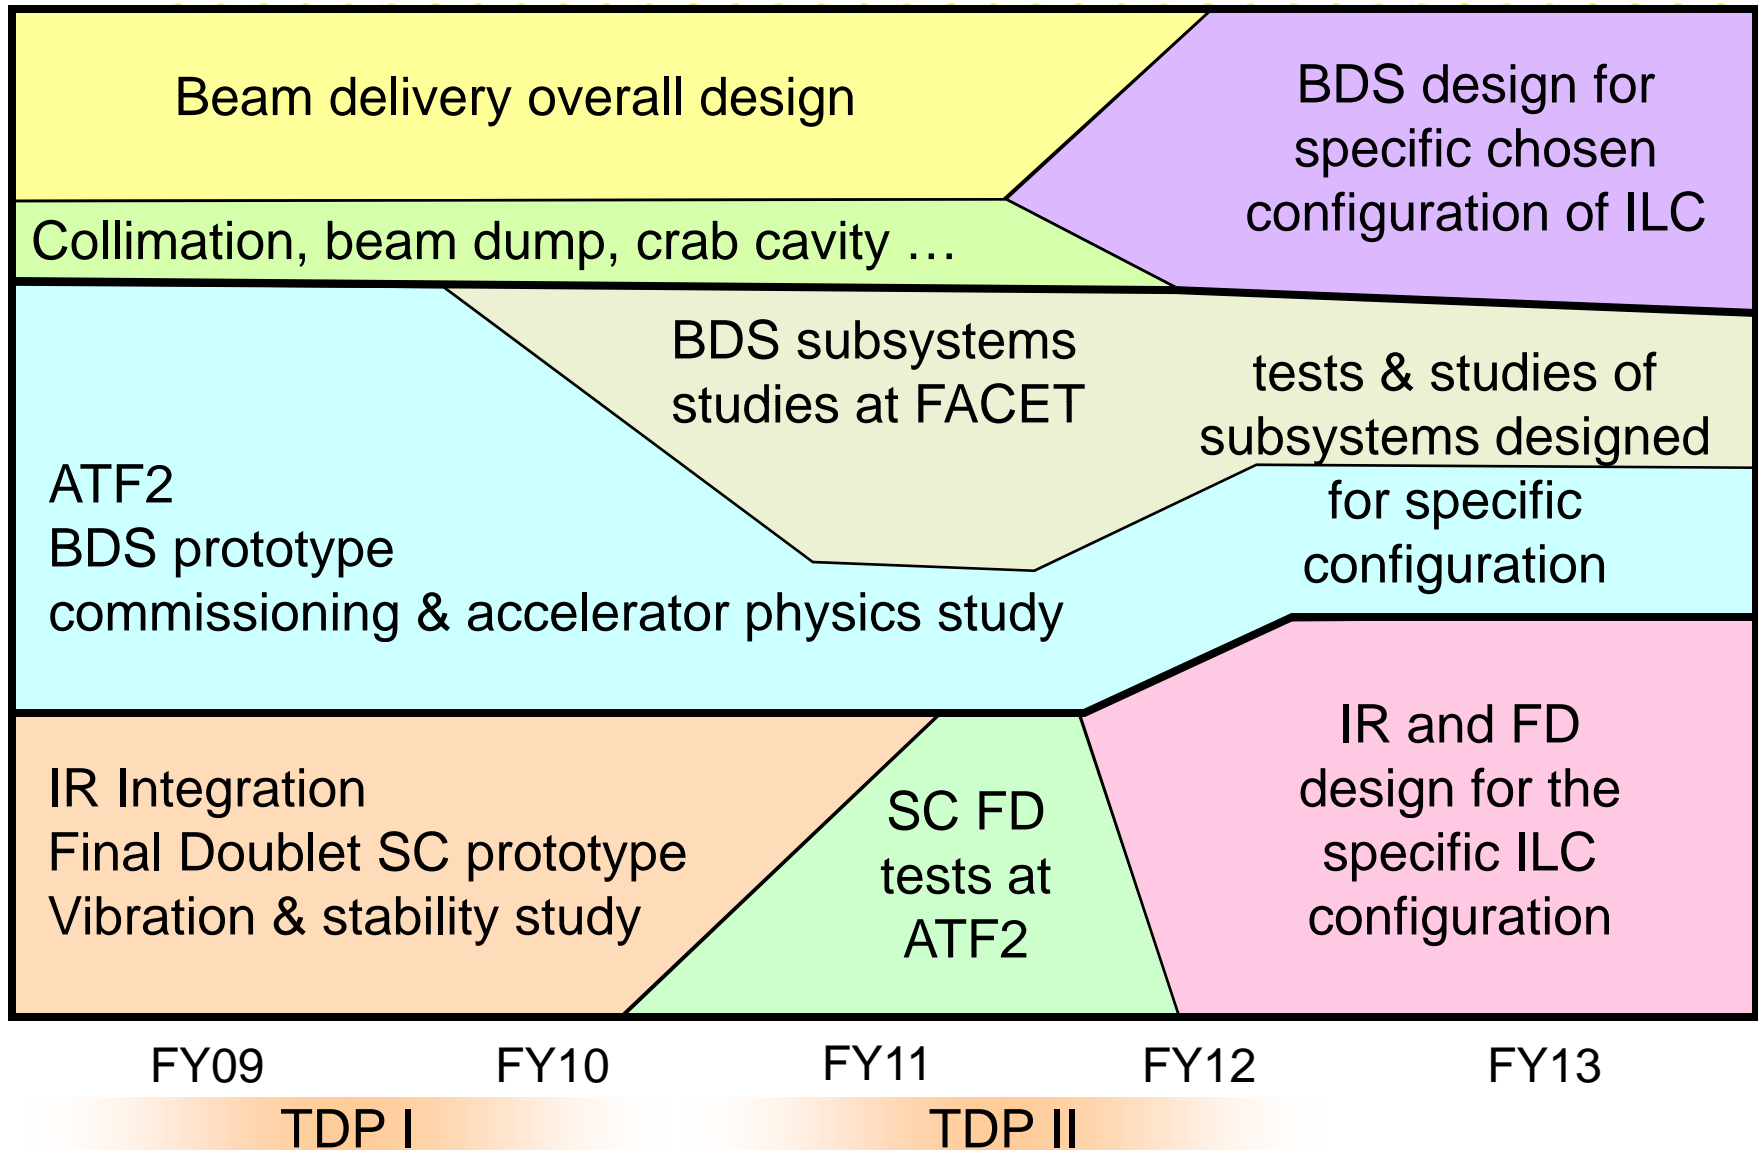 Beam delivery overall design
BDS design for
specific chosen
configuration of ILC
Collimation, beam dump, crab cavity …
BDS subsystems
studies at FACET
tests & studies of
subsystems designed
for specific
configuration
ATF2
BDS prototype
commissioning & accelerator physics study
IR Integration
Final Doublet SC prototype
Vibration & stability study
SC FD
tests at
ATF2
IR and FD
design for the
specific ILC
configuration
FY09 FY10 FY11 FY12 FY13
TDP I TDP II